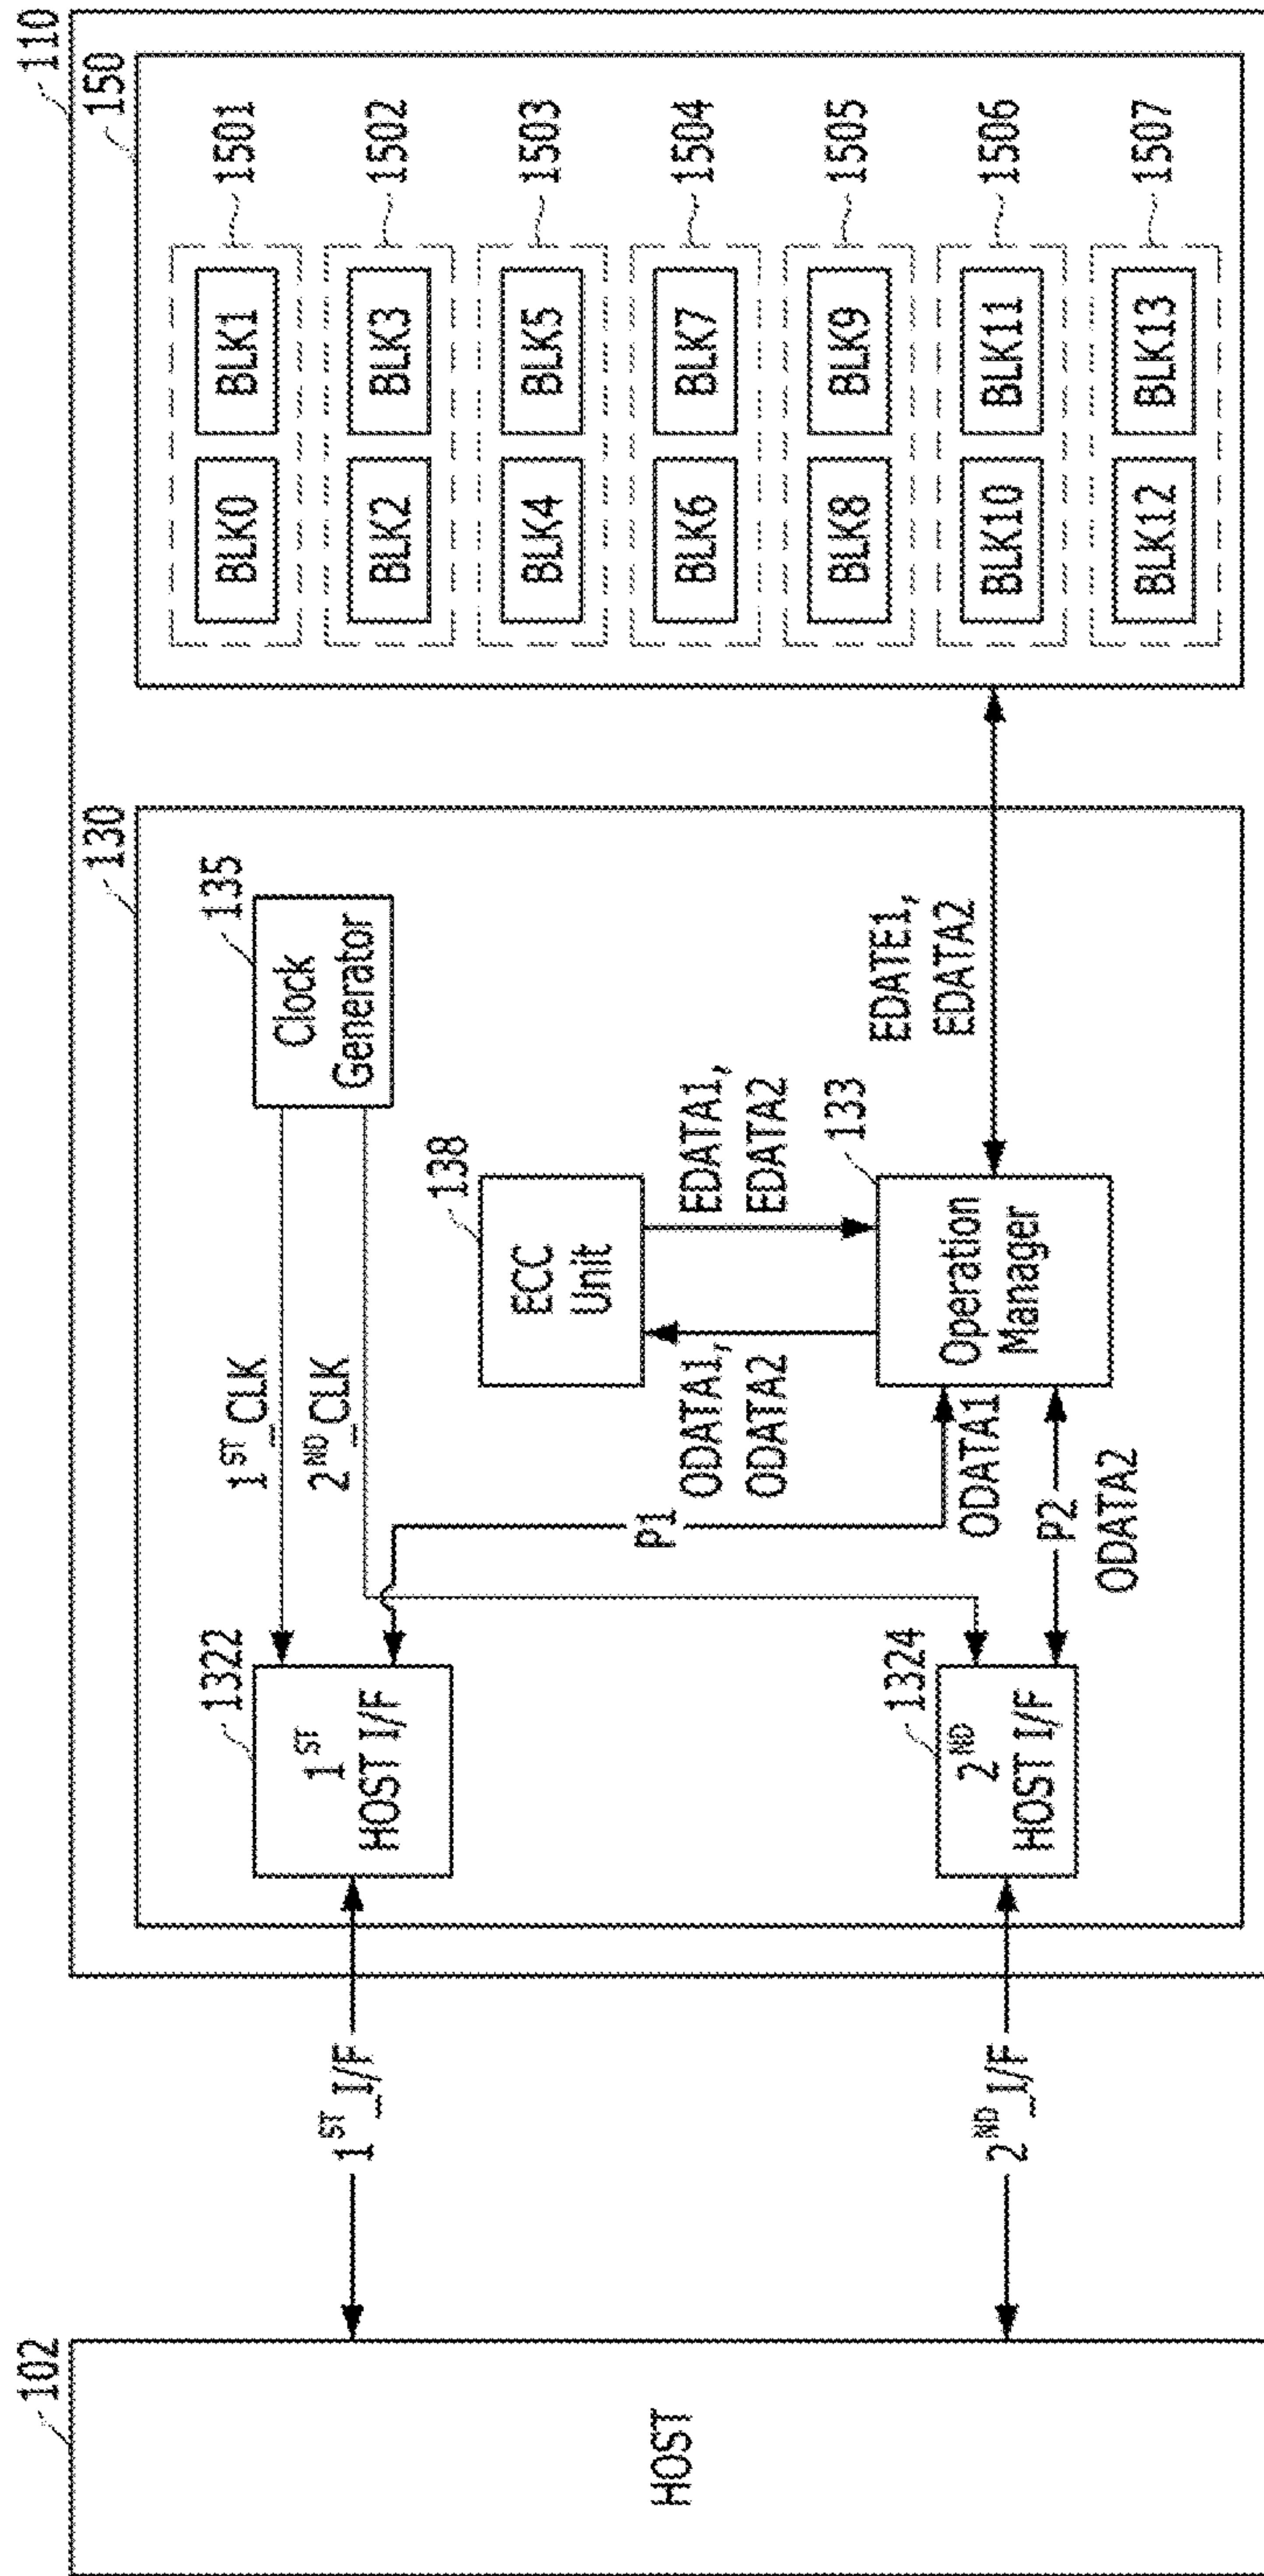 102
HOST
1ST_I/F
2ND_I/F
110
130
1322
1ST
HOST I/F
1324
2ND
HOST I/F
1ST_CLK
2ND_CLK
135
Clock
Generator
138
ECC
Unit
P1
ODATA1,
ODATA2
EDATA1,
EDATA2
133
Operation
Manager
ODATA1
P2
ODATA2
EDATE1,
EDATA2
150
BLK0 BLK1 1501
BLK2 BLK3 1502
BLK4 BLK5 1503
BLK6 BLK7 1504
BLK8 BLK9 1505
BLK10 BLK11 1506
BLK12 BLK13 1507